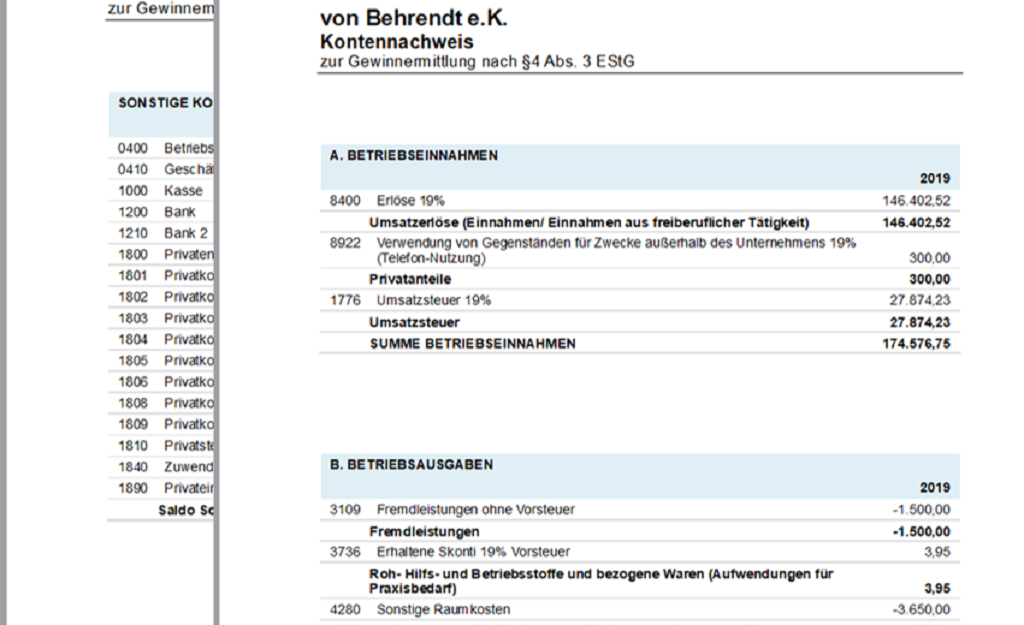 zur Gewinnerm
SONSTIGE KO
0400 Betriebs
0410 Geschä
1000 Kasse
1200 Bank
1210 Bank 2
1800 Privaten
1801 Privatko
1802 Privatko
1803 Privatko
1804 Privatko
1805 Privatko
1806 Privatko
1808 Privatko
1809 Privatko
1810 Privatste
1840 Zuwend
1890 Privatein
Saldo So
von Behrendt e.K.
Kontennachweis
zur Gewinnermittlung nach §4 Abs. 3 EStG
A. BETRIEBSEINNAHMEN
2019
8400 Erlöse 19% 146.402,52
Umsatzerlöse (Einnahmen/ Einnahmen aus freiberuflicher Tätigkeit) 146.402,52
8922 Verwendung von Gegenständen für Zwecke außerhalb des Unternehmens 19%
(Telefon-Nutzung) 300,00
Privatanteile 300,00
1776 Umsatzsteuer 19% 27.874,23
Umsatzsteuer 27.874,23
SUMME BETRIEBSEINNAHMEN 174.576,75
B. BETRIEBSAUSGABEN
2019
3109 Fremdleistungen ohne Vorsteuer -1.500,00
Fremdleistungen -1.500,00
3736 Erhaltene Skonti 19% Vorsteuer 3,95
Roh- Hilfs- und Betriebsstoffe und bezogene Waren (Aufwendungen für
Praxisbedarf) 3,95
4280 Sonstige Raumkosten -3.650,00